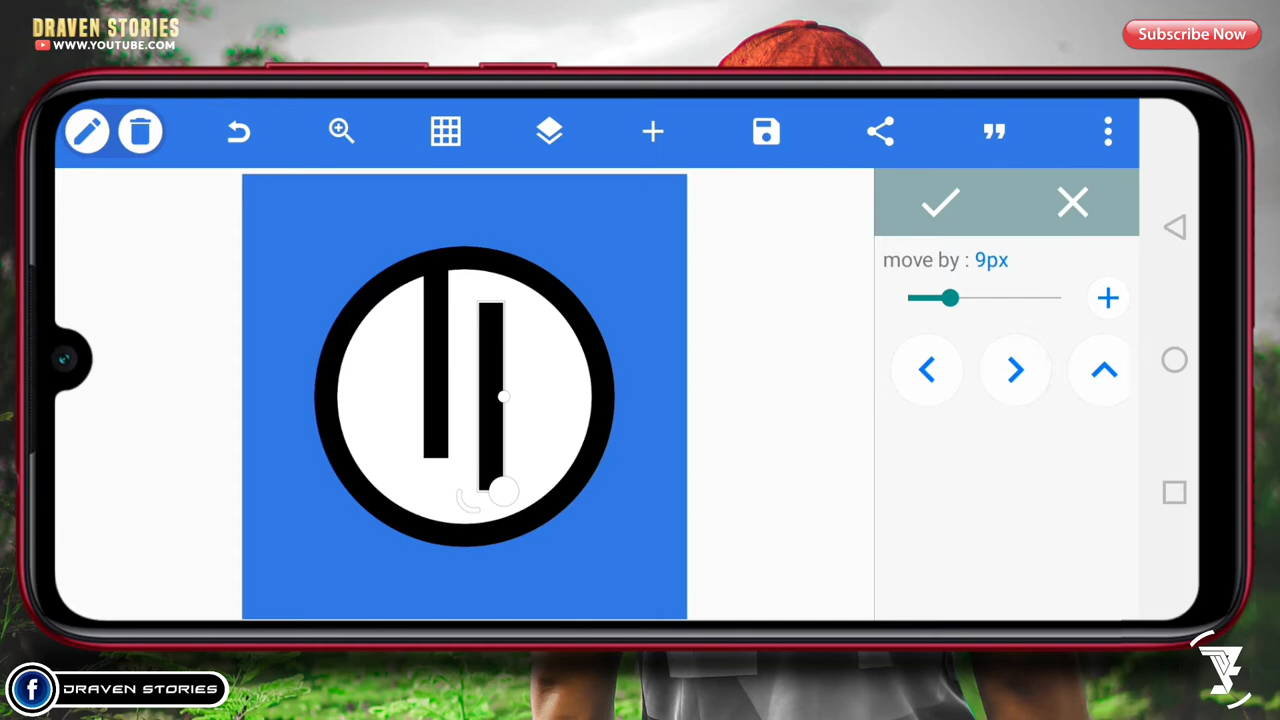 DRAVEN STORIES
WWW.YOUTUBE.COM
Subscribe Now
move by : 9px
DRAVEN STORIES